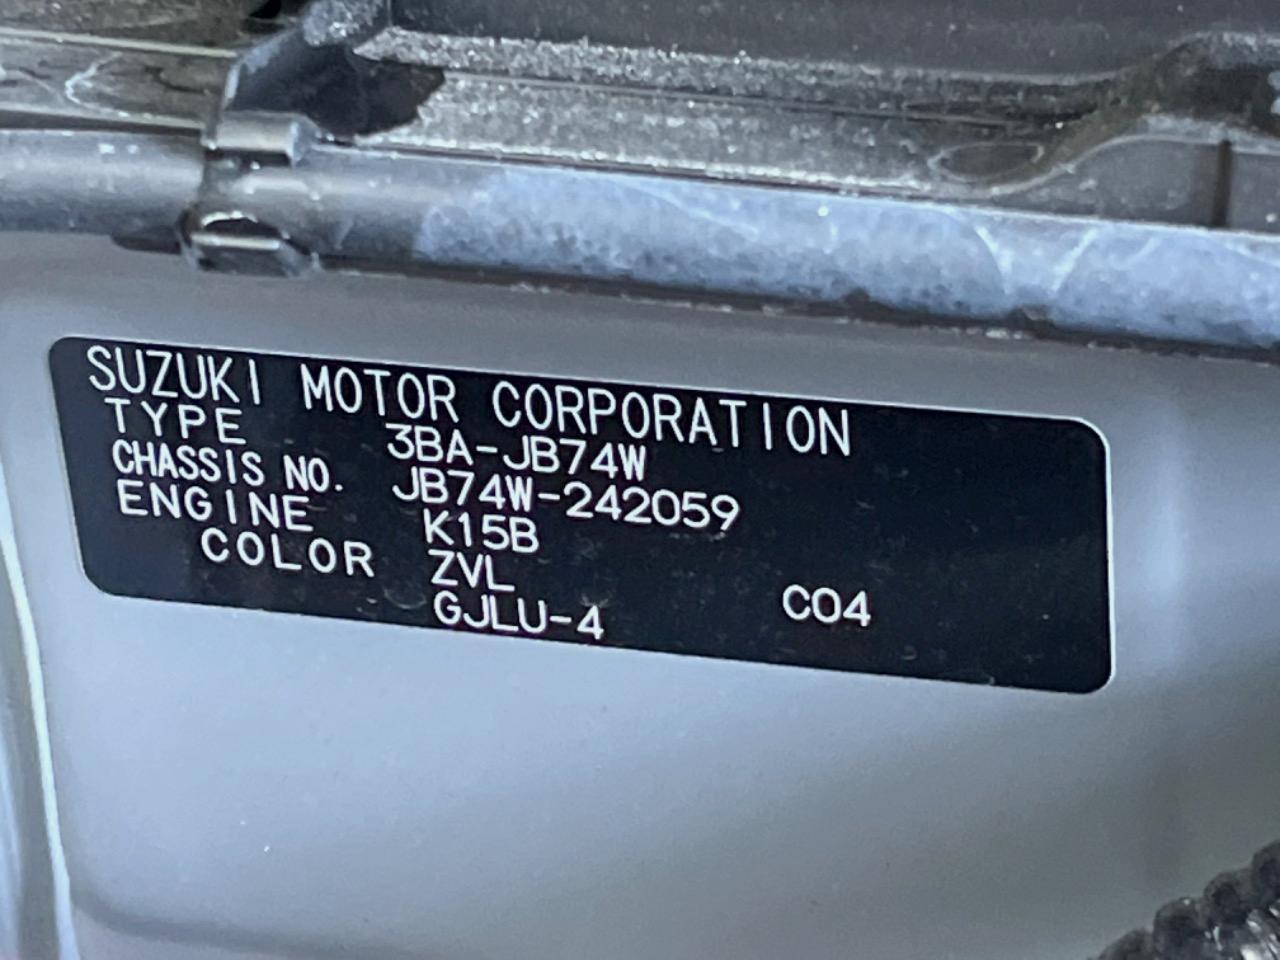 SUZUKI MOTOR CORPORATION
TYPE 3BA-JB74W
CHASSIS NO. JB74W-242059
ENGINE K15B
COLOR ZVL
GJLU-4 C04